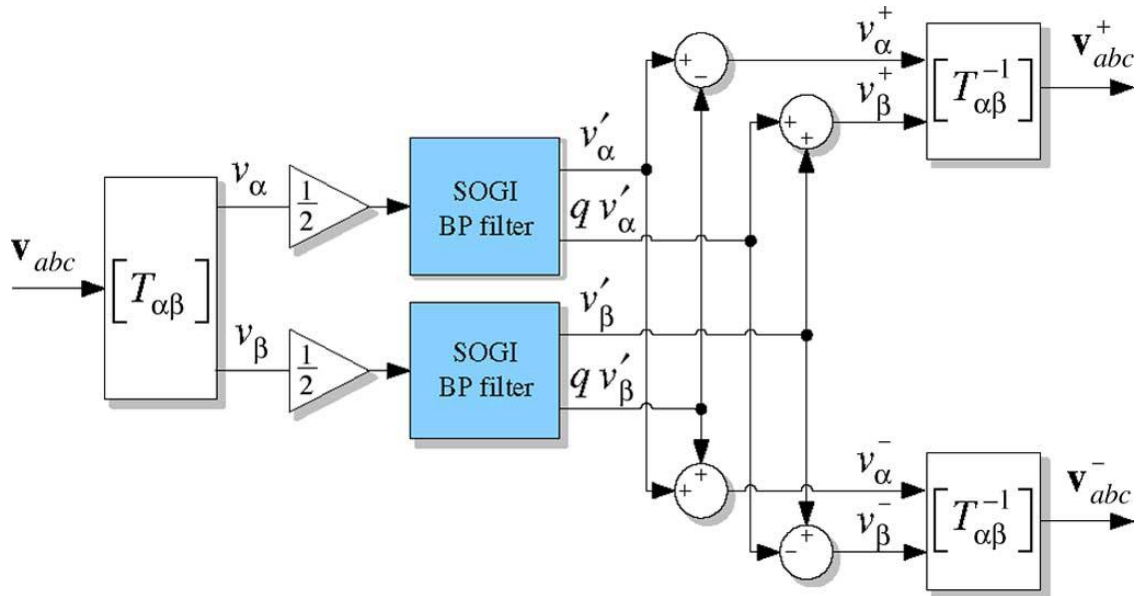 v_abc
[T_αβ]
v_α
1/2
SOGI
BP filter
v′_α
q v′_α
v_β
1/2
SOGI
BP filter
v′_β
q v′_β
+
−
+
+
v_α^+
v_β^+
[T_αβ^−1]
v_abc^+
+
+
+
−
v_α^−
v_β^−
[T_αβ^−1]
v_abc^−